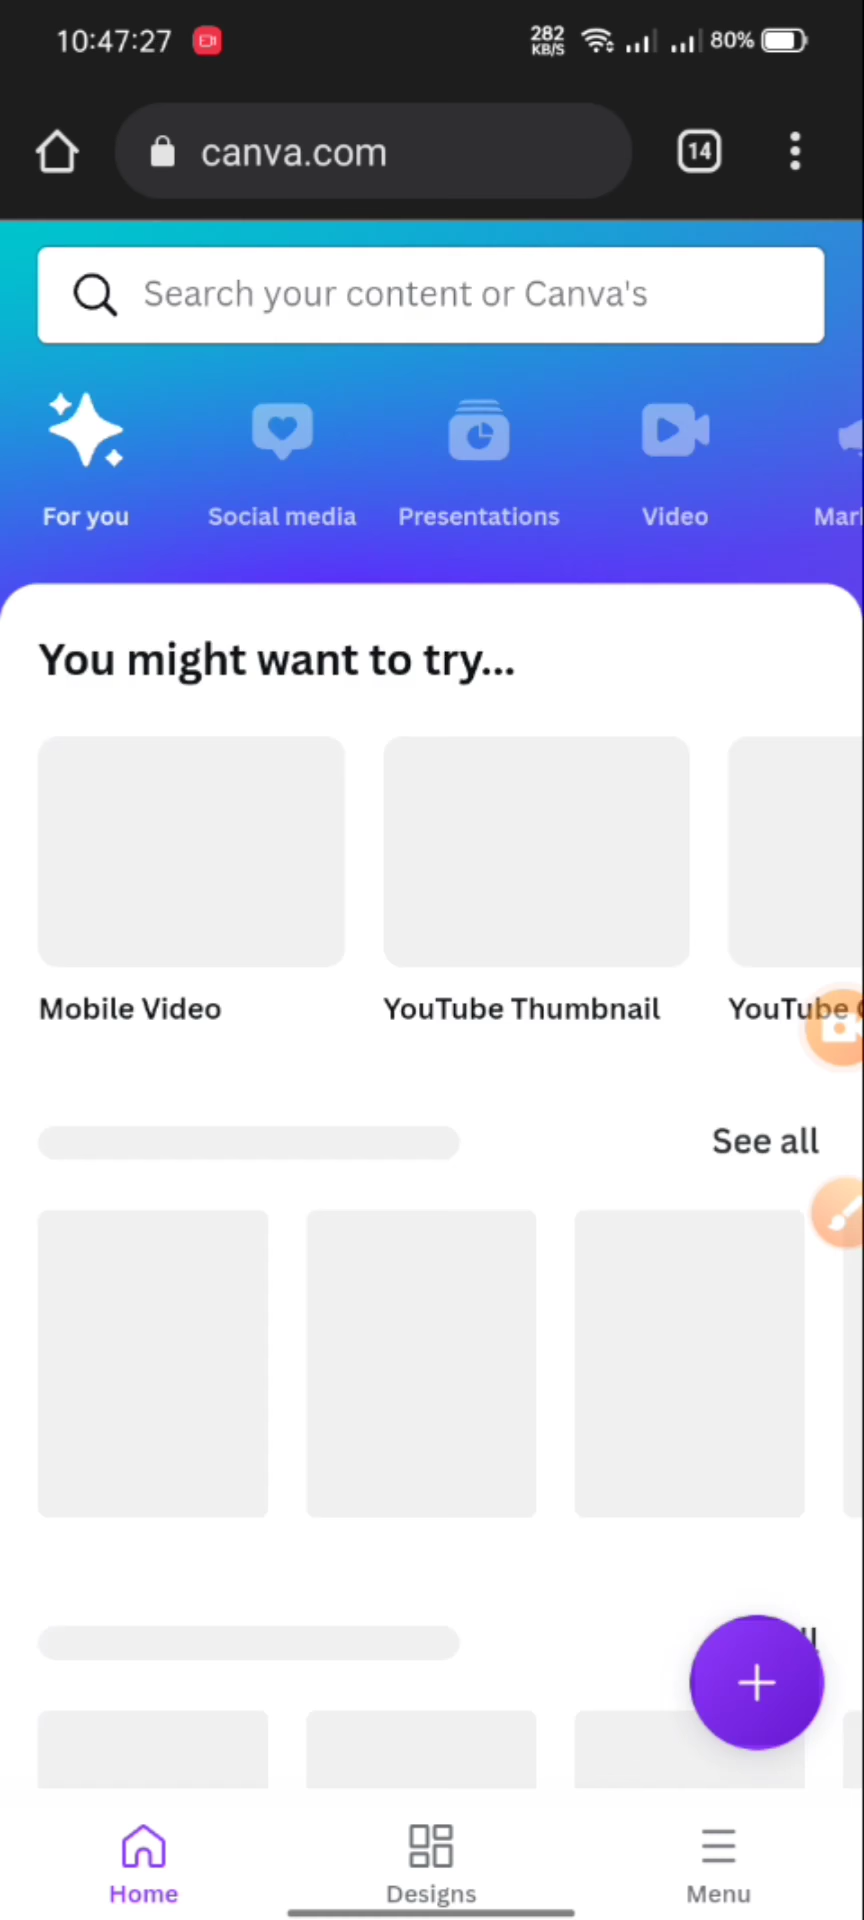 10:47:27
282
KB/S
80%
canva.com
14
Search your content or Canva's
For you
Social media
Presentations
Video
You might want to try...
Mobile Video
YouTube Thumbnail
YouTube
See all
Home
Designs
Menu